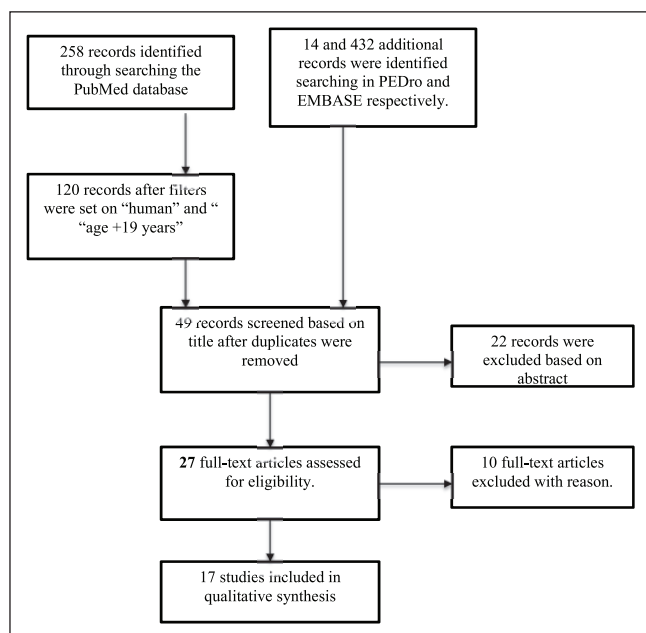 258 records identified
through searching the
PubMed database
14 and 432 additional
records were identified
searching in PEDro and
EMBASE respectively.
120 records after filters
were set on “human” and “
“age +19 years”
49 records screened based on
title after duplicates were
removed
22 records were
excluded based on
abstract
27 full-text articles assessed
for eligibility.
10 full-text articles
excluded with reason.
17 studies included in
qualitative synthesis